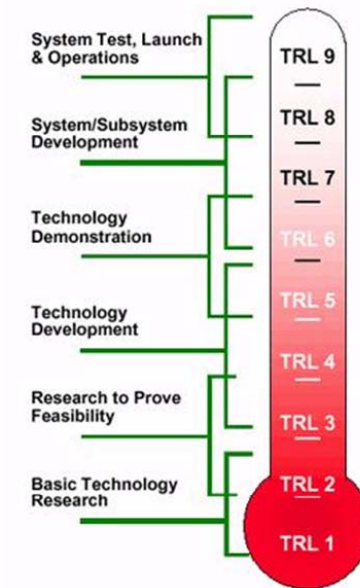 System Test, Launch
& Operations
System/Subsystem
Development
Technology
Demonstration
Technology
Development
Research to Prove
Feasibility
Basic Technology
Research
TRL 9
TRL 8
TRL 7
TRL 6
TRL 5
TRL 4
TRL 3
TRL 2
TRL 1